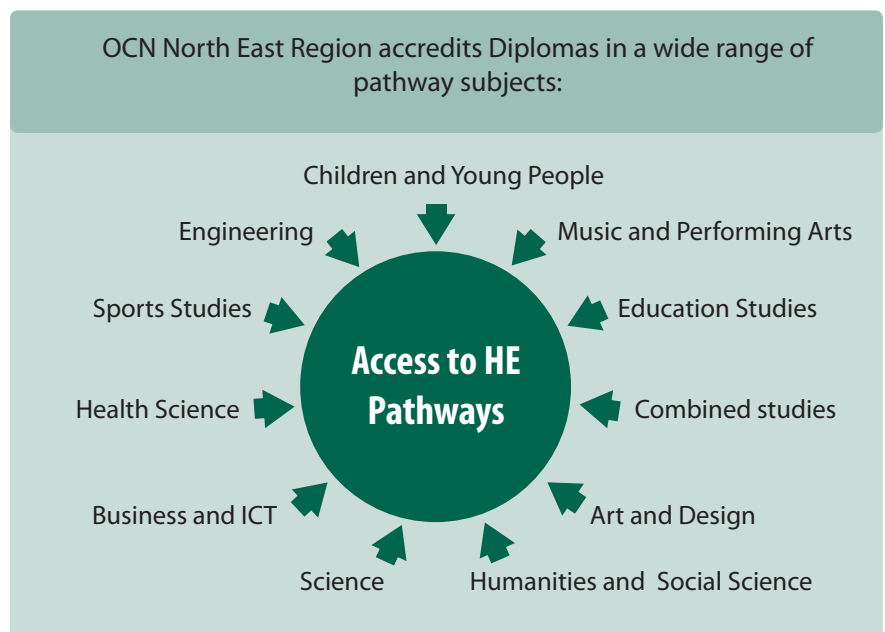 OCN North East Region accredits Diplomas in a wide range of
pathway subjects:
Children and Young People
Engineering
Music and Performing Arts
Sports Studies
Education Studies
Access to HE
Pathways
Health Science
Combined studies
Business and ICT
Art and Design
Science
Humanities and Social Science